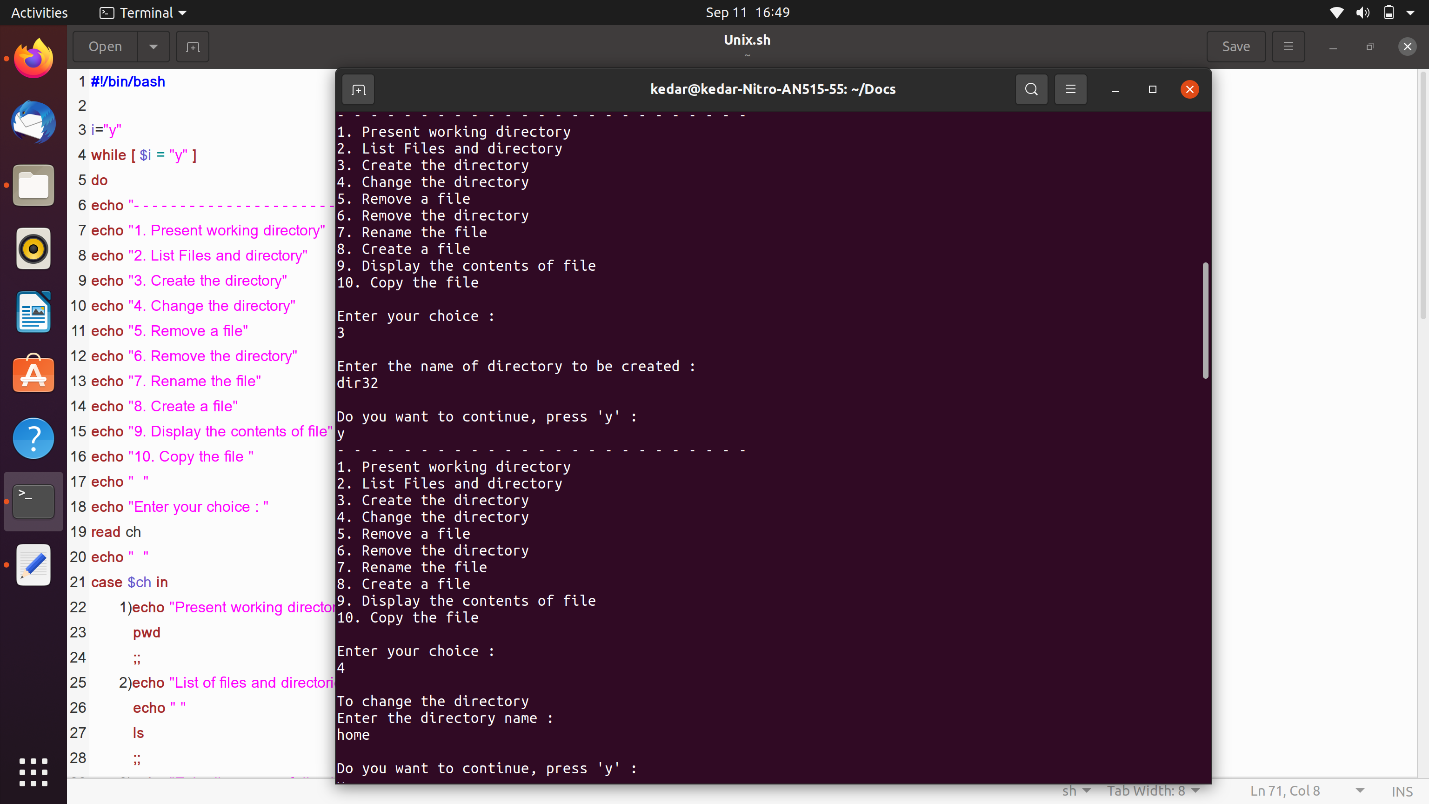 Activities Terminal Sep 11 16:49
Open Unix.sh Save
kedar@kedar-Nitro-AN515-55: ~/Docs
1 #!/bin/bash
2
3 i="y"
4 while [ $i = "y" ]
5 do
6 echo "- - - - - - - - - - - - - - - - - - - - - -
7 echo "1. Present working directory"
8 echo "2. List Files and directory"
9 echo "3. Create the directory"
10 echo "4. Change the directory"
11 echo "5. Remove a file"
12 echo "6. Remove the directory"
13 echo "7. Rename the file"
14 echo "8. Create a file"
15 echo "9. Display the contents of file"
16 echo "10. Copy the file "
17 echo "  "
18 echo "Enter your choice : "
19 read ch
20 echo "  "
21 case $ch in
22 1)echo "Present working director
23 pwd
24 ;;
25 2)echo "List of files and directori
26 echo " "
27 ls
28 ;;
- - - - - - - - - - - - - - - - - - - - - - - - -
1. Present working directory
2. List Files and directory
3. Create the directory
4. Change the directory
5. Remove a file
6. Remove the directory
7. Rename the file
8. Create a file
9. Display the contents of file
10. Copy the file
Enter your choice :
3
Enter the name of directory to be created :
dir32
Do you want to continue, press 'y' :
y
- - - - - - - - - - - - - - - - - - - - - - - - -
1. Present working directory
2. List Files and directory
3. Create the directory
4. Change the directory
5. Remove a file
6. Remove the directory
7. Rename the file
8. Create a file
9. Display the contents of file
10. Copy the file
Enter your choice :
4
To change the directory
Enter the directory name :
home
Do you want to continue, press 'y' :
sh Tab Width: 8 Ln 71, Col 8 INS